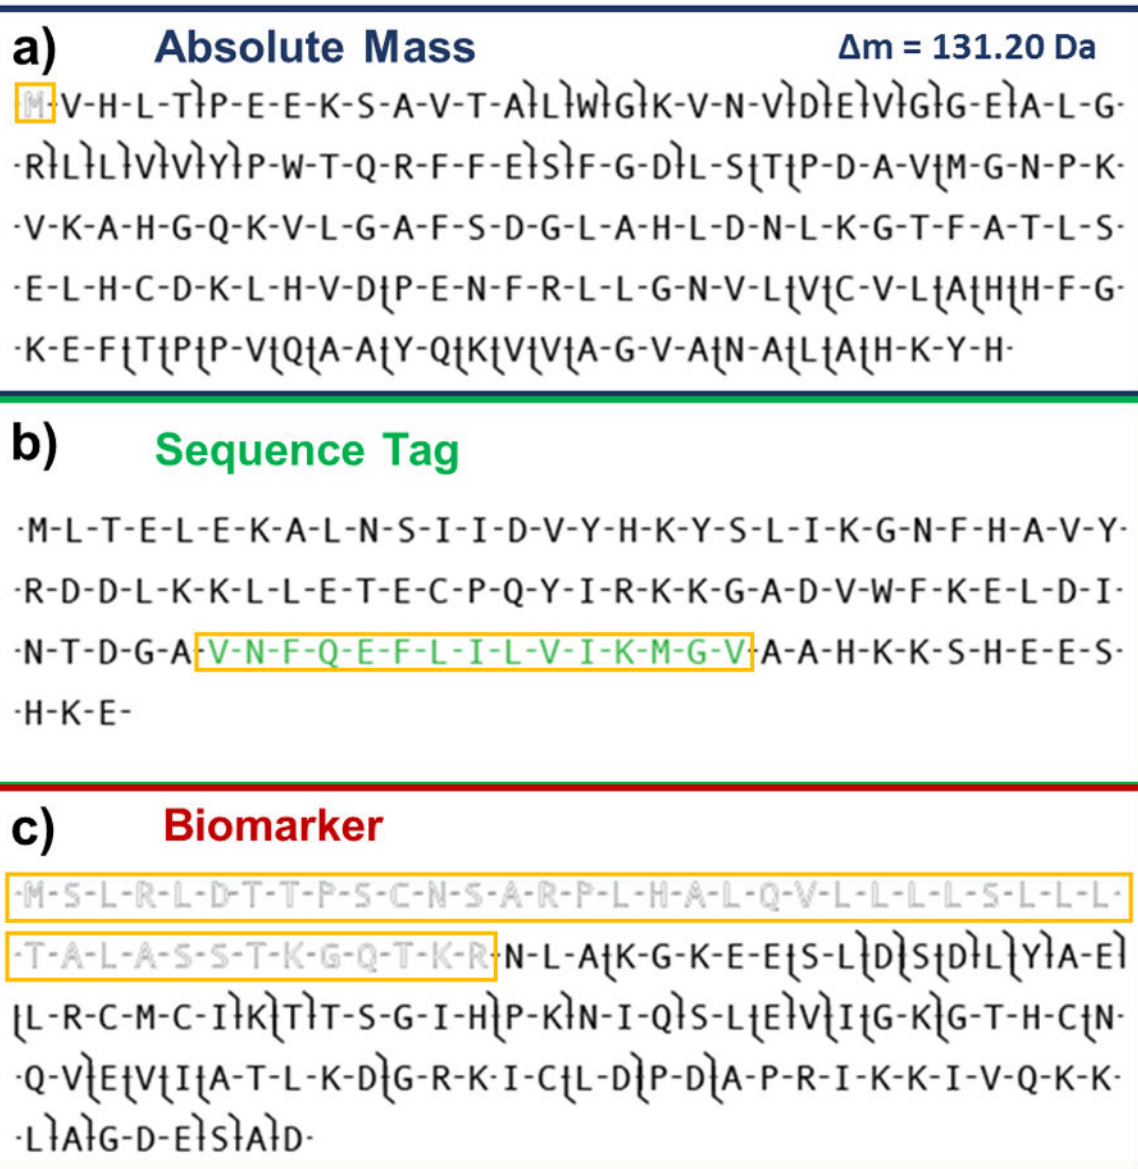 a) Absolute Mass Δm = 131.20 Da
M-V-H-L-T-P-E-E-K-S-A-V-T-A-L-W-G-K-V-N-V-D-E-V-G-G-E-A-L-G-
-R-L-L-V-V-Y-P-W-T-Q-R-F-F-E-S-F-G-D-L-S-T-P-D-A-V-M-G-N-P-K-
-V-K-A-H-G-Q-K-V-L-G-A-F-S-D-G-L-A-H-L-D-N-L-K-G-T-F-A-T-L-S-
-E-L-H-C-D-K-L-H-V-D-P-E-N-F-R-L-L-G-N-V-L-V-C-V-L-A-H-H-F-G-
-K-E-F-T-P-P-V-Q-A-A-Y-Q-K-V-V-A-G-V-A-N-A-L-A-H-K-Y-H-
b) Sequence Tag
-M-L-T-E-L-E-K-A-L-N-S-I-I-D-V-Y-H-K-Y-S-L-I-K-G-N-F-H-A-V-Y-
-R-D-D-L-K-K-L-L-E-T-E-C-P-Q-Y-I-R-K-K-G-A-D-V-W-F-K-E-L-D-I-
-N-T-D-G-A-V-N-F-Q-E-F-L-I-L-V-I-K-M-G-V-A-A-H-K-K-S-H-E-E-S-
-H-K-E-
c) Biomarker
-M-S-L-R-L-D-T-T-P-S-C-N-S-A-R-P-L-H-A-L-Q-V-L-L-L-L-S-L-L-L-
-T-A-L-A-S-S-T-K-G-Q-T-K-R-N-L-A-K-G-K-E-E-S-L-D-S-D-L-Y-A-E
L-R-C-M-C-I-K-T-T-S-G-I-H-P-K-N-I-Q-S-L-E-V-I-G-K-G-T-H-C-N-
-Q-V-E-V-I-A-T-L-K-D-G-R-K-I-C-L-D-P-D-A-P-R-I-K-K-I-V-Q-K-K-
-L-A-G-D-E-S-A-D-